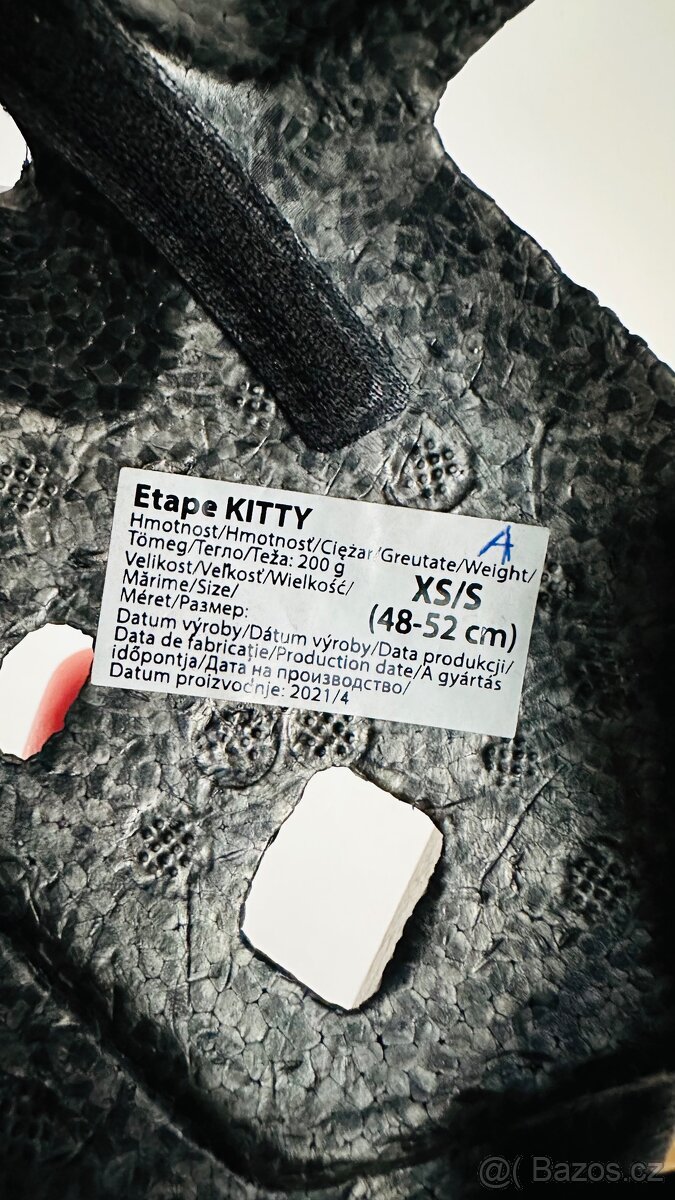 Etape KITTY
A
Hmotnost/Hmotnosť/Ciężar/Greutate/Weight/
Tömeg/Terno/Teža: 200 g
Velikost/Veľkosť/Wielkość/
Mărime/Size/
Méret/Размер:
XS/S
(48-52 cm)
Datum výroby/Dátum výroby/Data produkcji/
Data de fabricaţie/Production date/A gyártás
időpontja/Дата на производство/
Datum proizvodnje: 2021/4
@( Bazos.cz